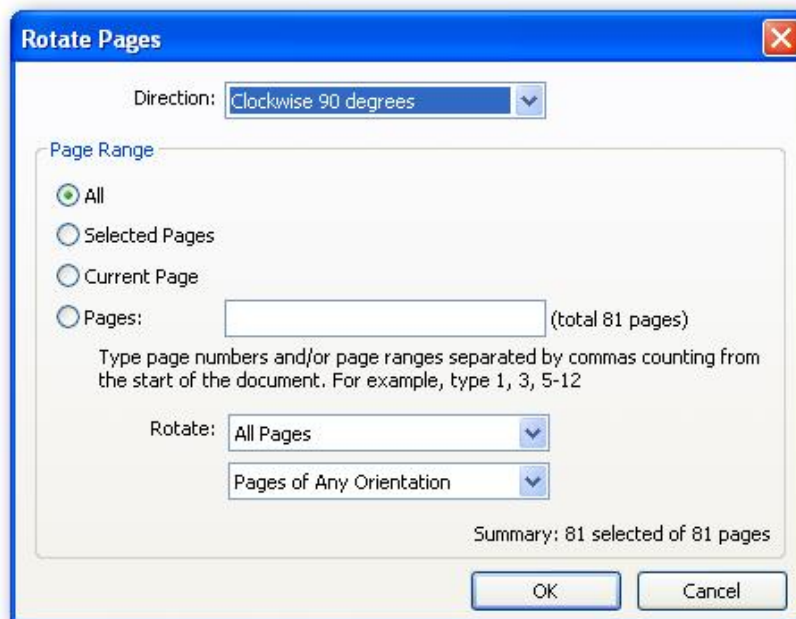 Rotate Pages
Direction: Clockwise 90 degrees
Page Range
All
Selected Pages
Current Page
Pages: (total 81 pages)
Type page numbers and/or page ranges separated by commas counting from
the start of the document. For example, type 1, 3, 5-12
Rotate: All Pages
Pages of Any Orientation
Summary: 81 selected of 81 pages
OK Cancel